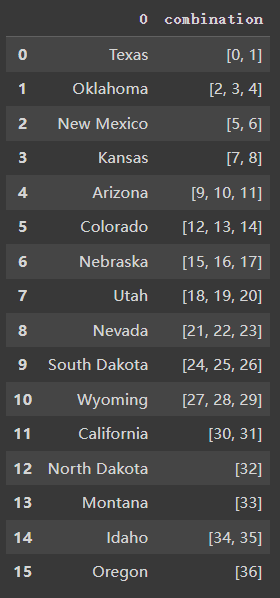 0 combination
0 Texas [0, 1]
1 Oklahoma [2, 3, 4]
2 New Mexico [5, 6]
3 Kansas [7, 8]
4 Arizona [9, 10, 11]
5 Colorado [12, 13, 14]
6 Nebraska [15, 16, 17]
7 Utah [18, 19, 20]
8 Nevada [21, 22, 23]
9 South Dakota [24, 25, 26]
10 Wyoming [27, 28, 29]
11 California [30, 31]
12 North Dakota [32]
13 Montana [33]
14 Idaho [34, 35]
15 Oregon [36]